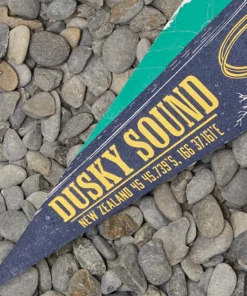 DUSKY SOUND
NEW ZEALAND 45 45.739'S, 166 37.161'E